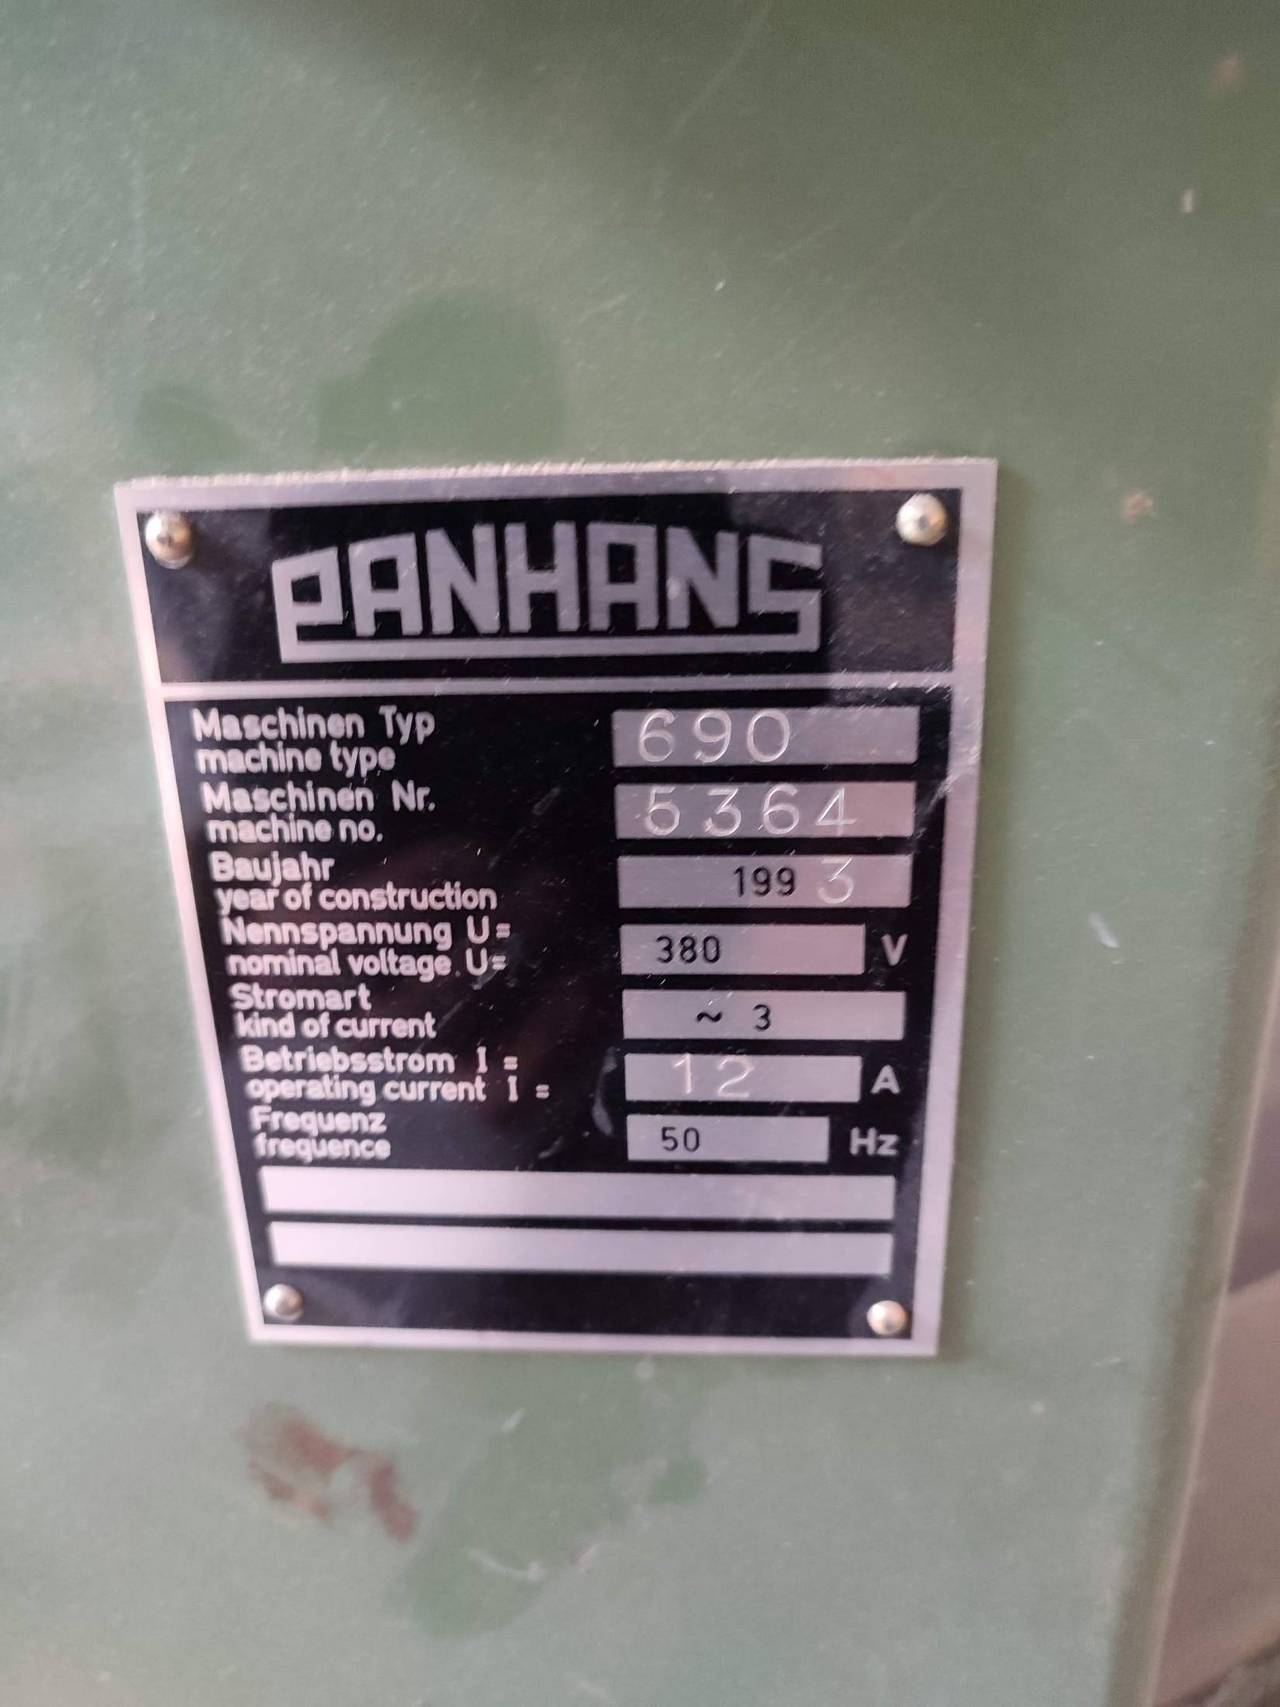 PANHANS
Maschinen Typ 690
machine type
Maschinen Nr. 5364
machine no.
Baujahr 1993
year of construction
Nennspannung U= 380 V
nominal voltage U=
Stromart ~ 3
kind of current
Betriebsstrom I = 12 A
operating current I =
Frequenz 50 Hz
frequence